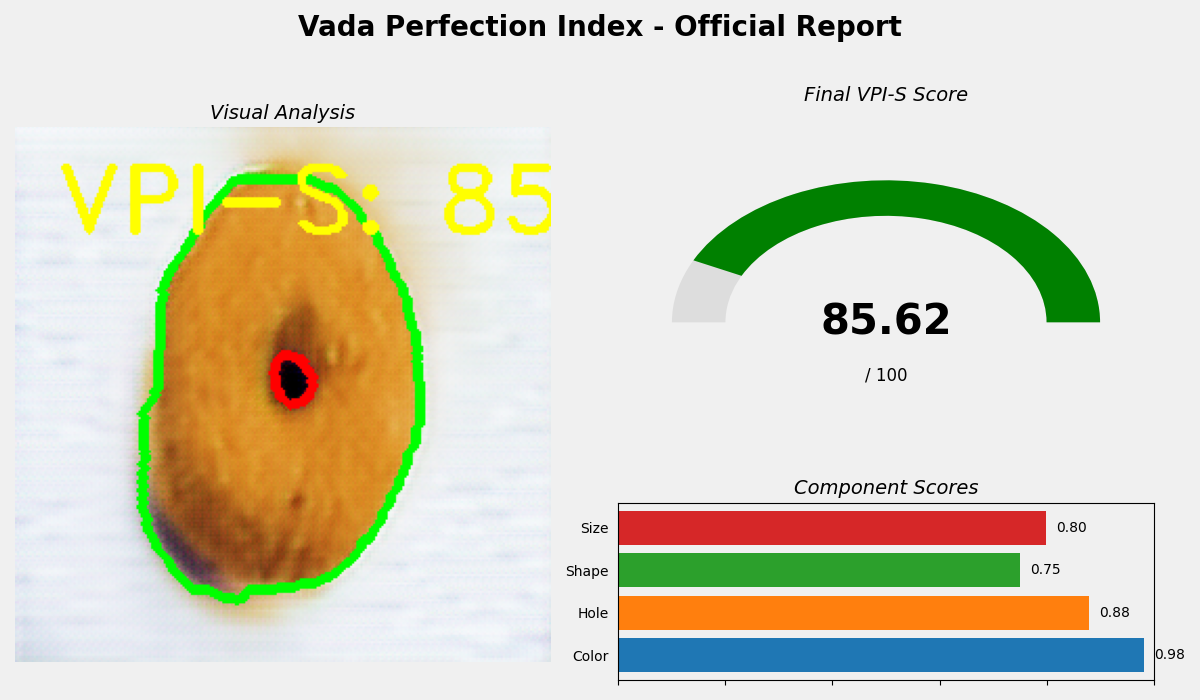 Vada Perfection Index - Official Report
Visual Analysis
VPI-S: 85
Final VPI-S Score
85.62
/ 100
Component Scores
Size 0.80
Shape 0.75
Hole 0.88
Color 0.98